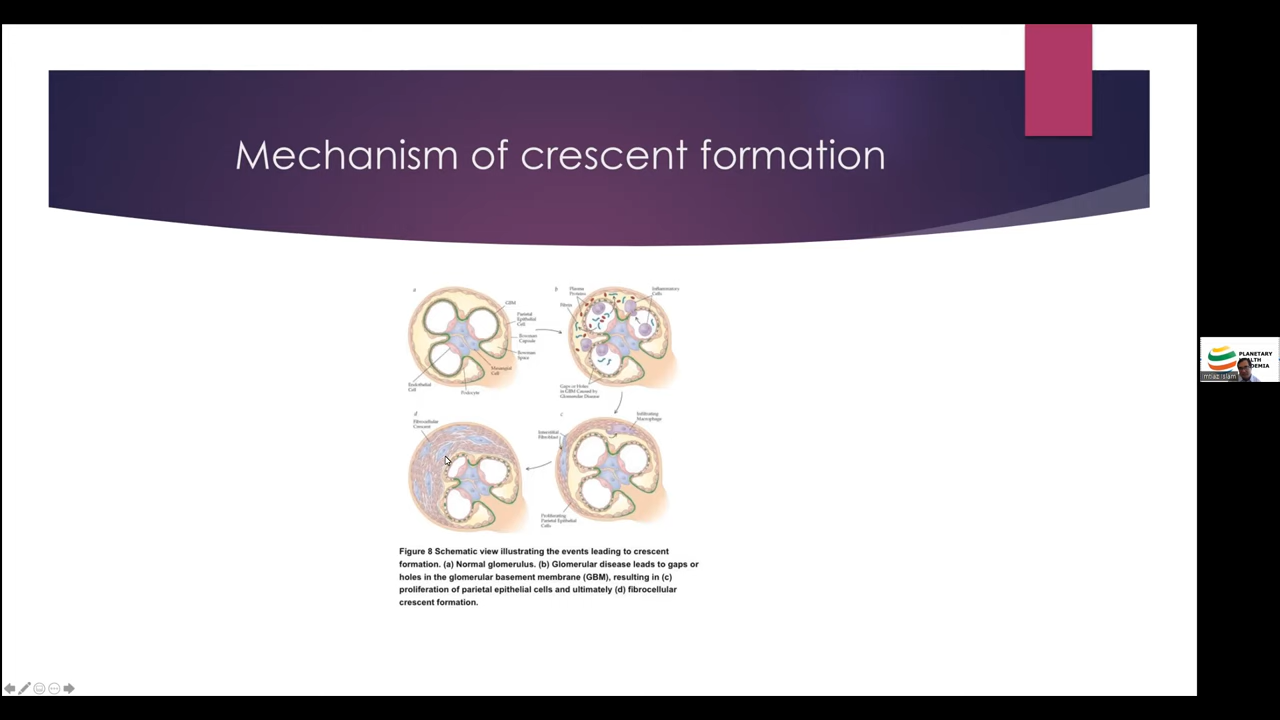 Mechanism of crescent formation
a
GBM
Parietal
Epithelial
Cell
Bowman
Capsule
Bowman
Space
Mesangial
Cell
Endothelial
Cell
Podocyte
b
Plasma
Proteins
Fibrin
Inflammatory
Cells
Gaps or Holes
in GBM Caused by
Glomerular Disease
d
Fibrocellular
Crescent
c
Infiltrating
Macrophage
Interstitial
Fibroblast
Proliferating
Parietal Epithelial
Cells
Figure 8 Schematic view illustrating the events leading to crescent
formation. (a) Normal glomerulus. (b) Glomerular disease leads to gaps or
holes in the glomerular basement membrane (GBM), resulting in (c)
proliferation of parietal epithelial cells and ultimately (d) fibrocellular
crescent formation.
PLANETARY
Imtiaz Islam